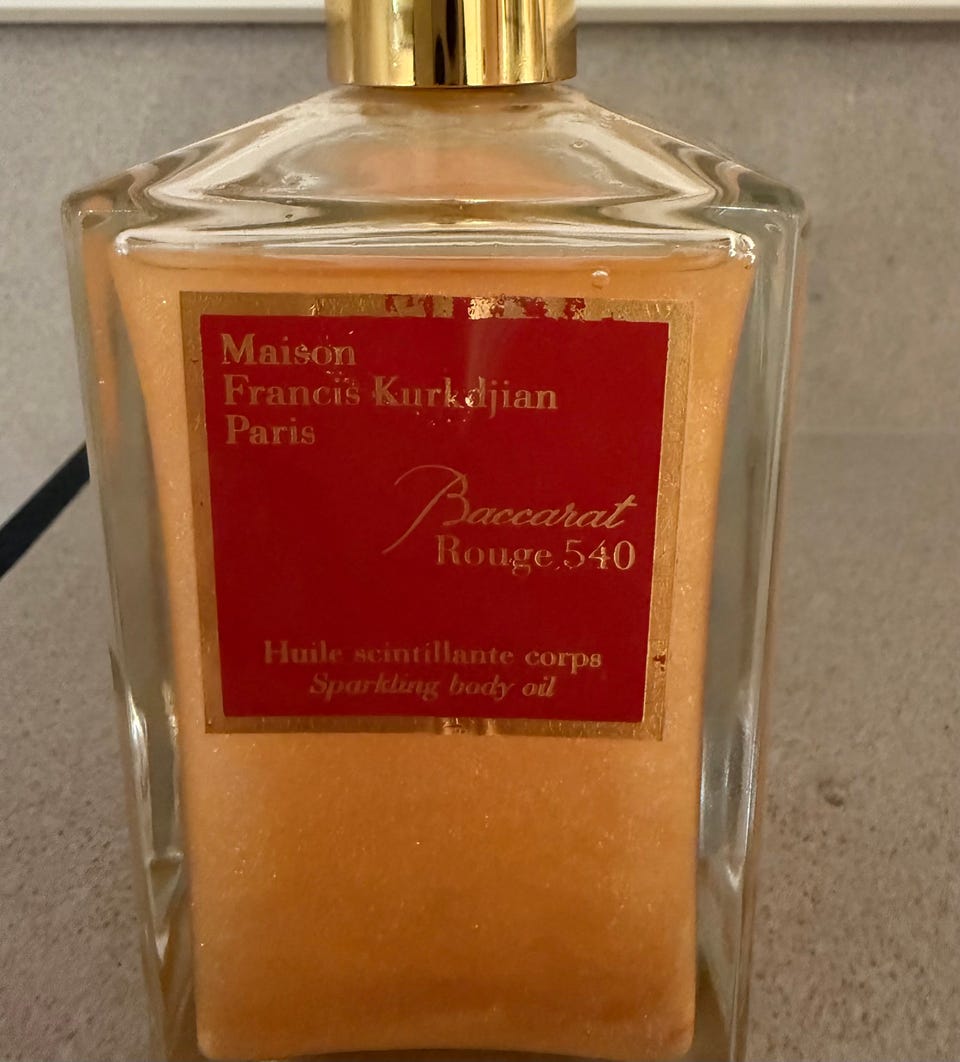 Maison
Francis Kurkdjian
Paris
Baccarat
Rouge 540
Huile scintillante corps
Sparkling body oil